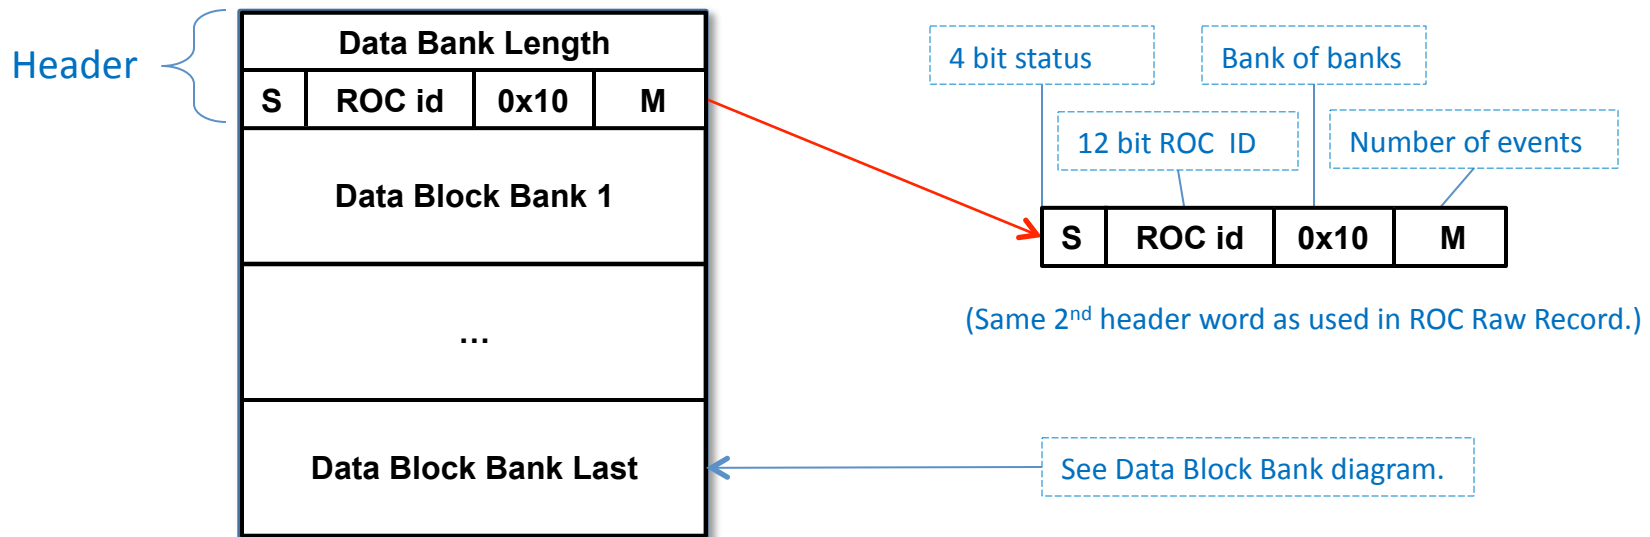 Header
Data Bank Length
S ROC id 0x10 M
Data Block Bank 1
...
Data Block Bank Last
4 bit status
Bank of banks
12 bit ROC ID
Number of events
S ROC id 0x10 M
(Same 2nd header word as used in ROC Raw Record.)
See Data Block Bank diagram.